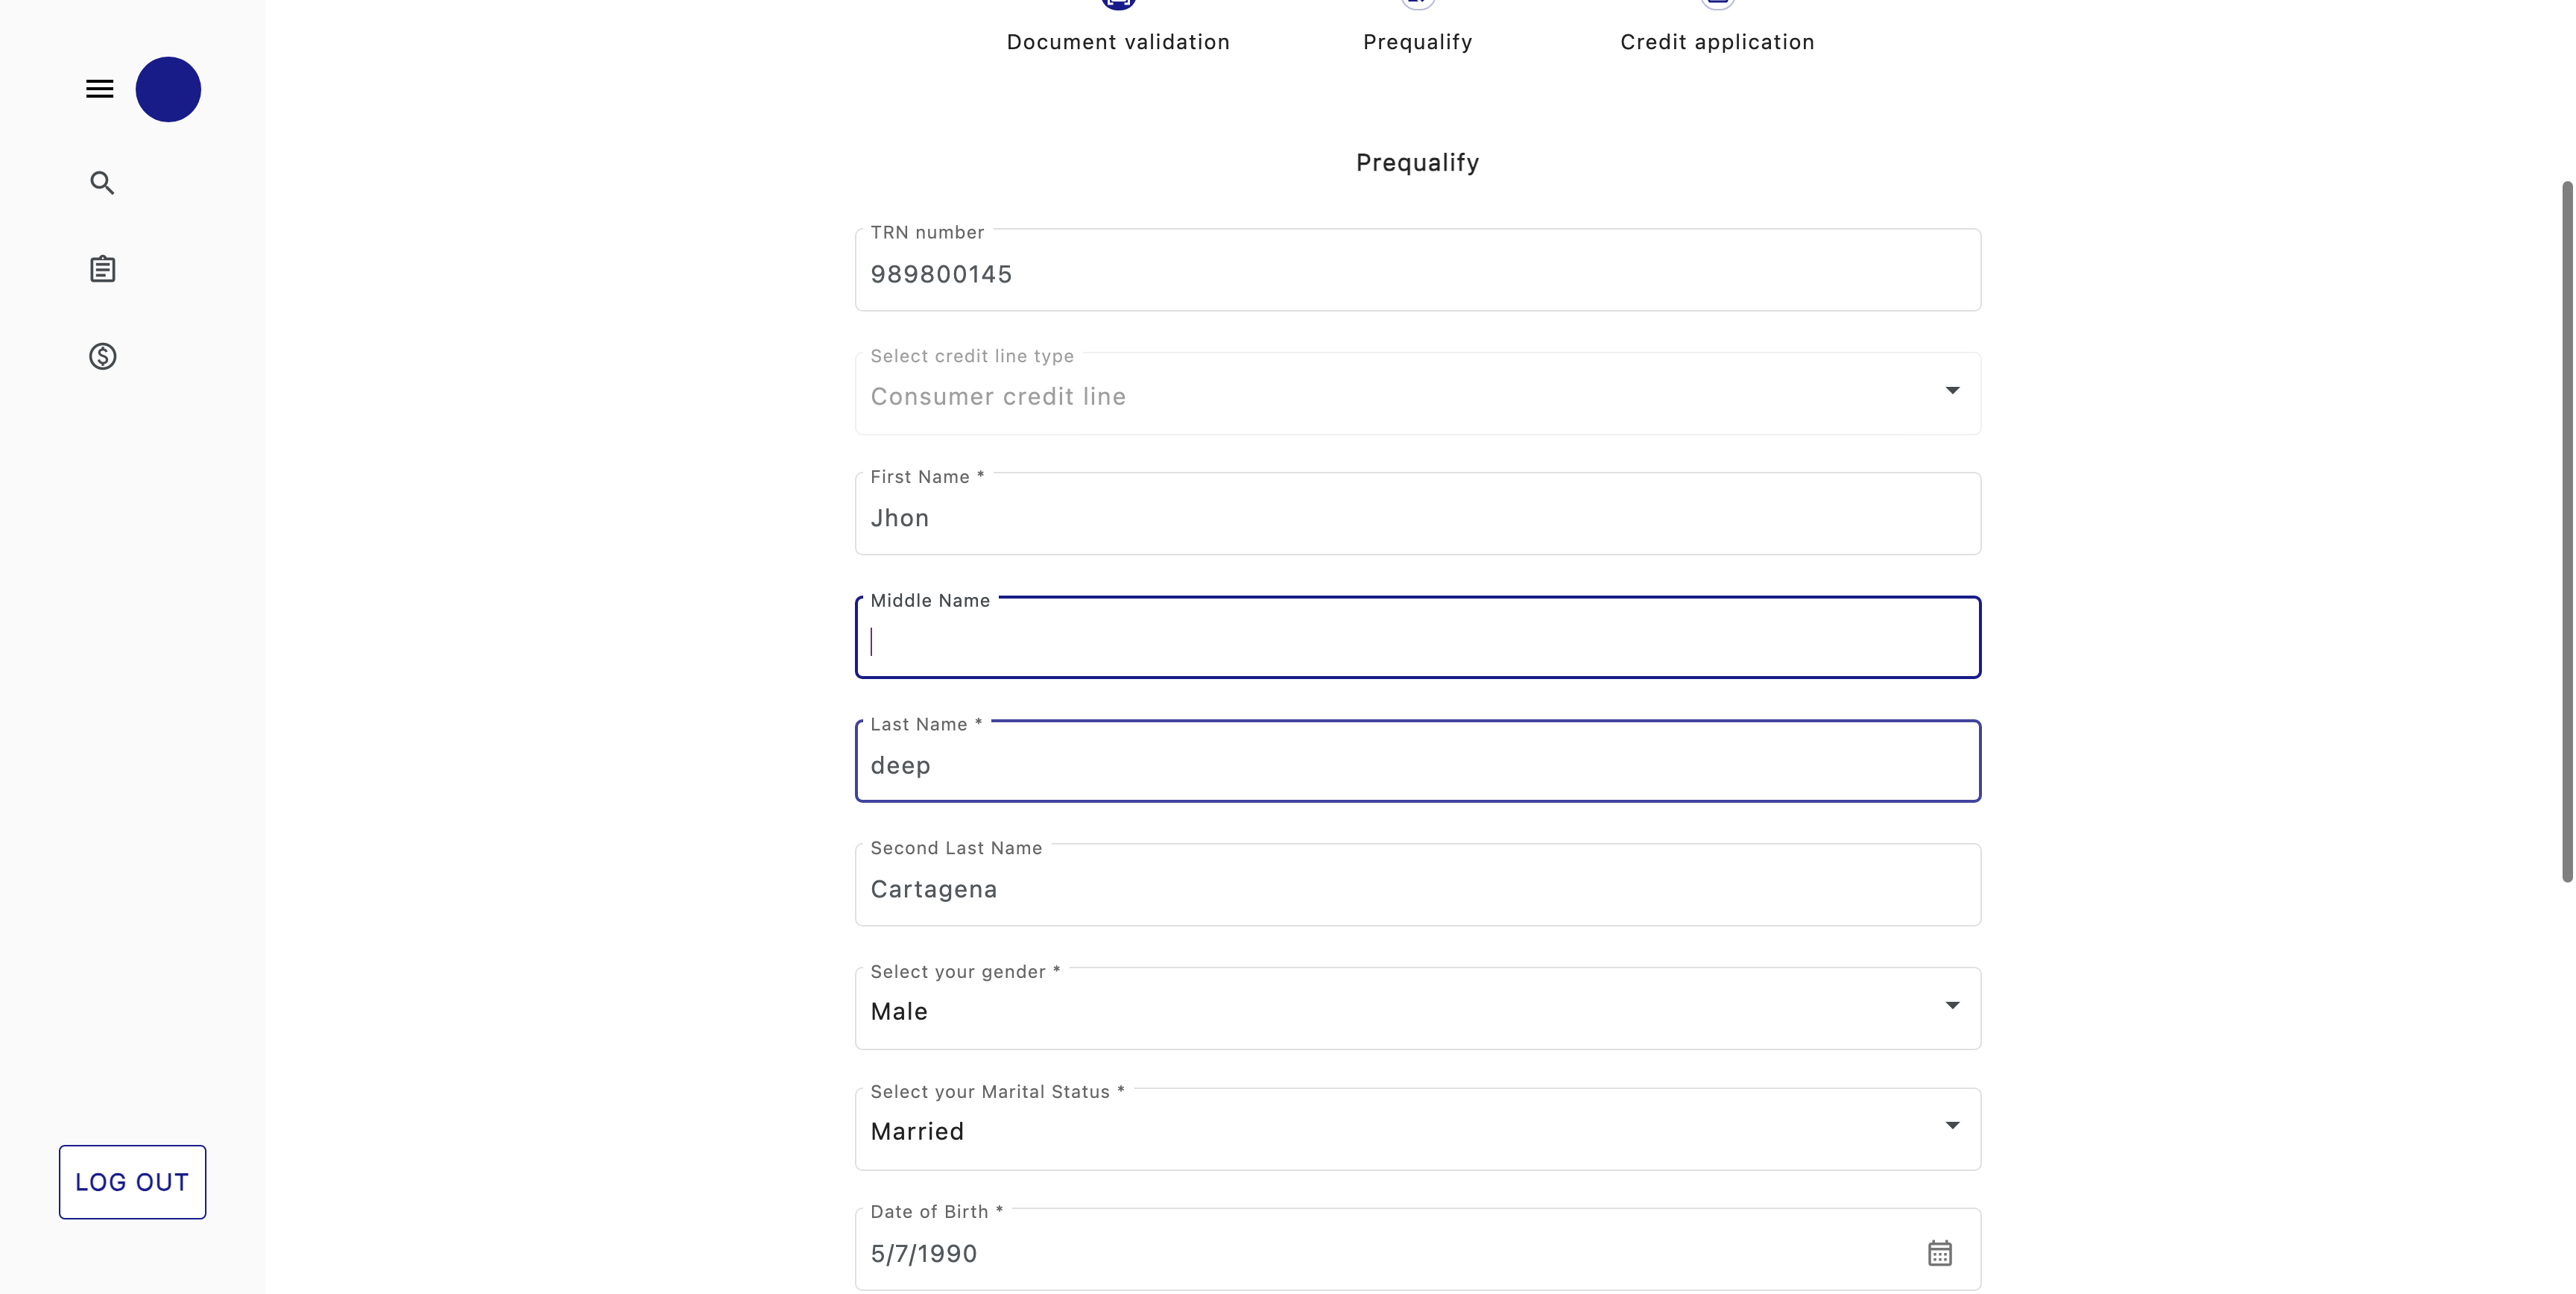 Document validation
Prequalify
Credit application
Prequalify
TRN number
989800145
Select credit line type
Consumer credit line
First Name *
Jhon
Middle Name
Last Name *
deep
Second Last Name
Cartagena
Select your gender *
Male
Select your Marital Status *
Married
Date of Birth *
5/7/1990
LOG OUT